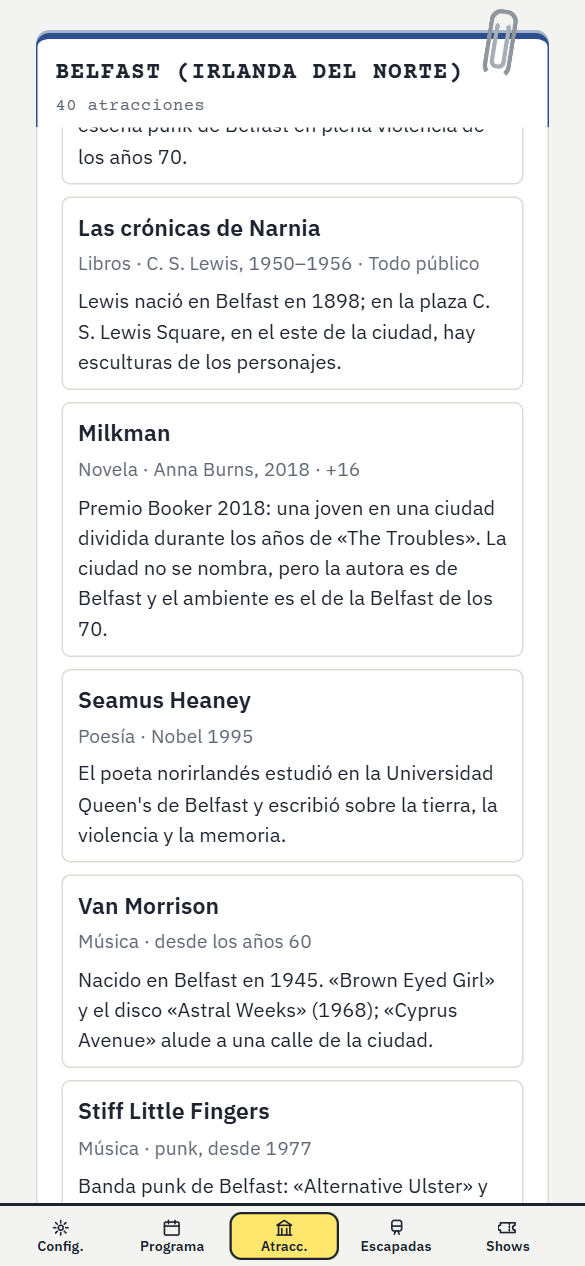 BELFAST (IRLANDA DEL NORTE)
40 atracciones
escena punk de Belfast en plena violencia de
los años 70.
Las crónicas de Narnia
Libros · C. S. Lewis, 1950–1956 · Todo público
Lewis nació en Belfast en 1898; en la plaza C.
S. Lewis Square, en el este de la ciudad, hay
esculturas de los personajes.
Milkman
Novela · Anna Burns, 2018 · +16
Premio Booker 2018: una joven en una ciudad
dividida durante los años de «The Troubles». La
ciudad no se nombra, pero la autora es de
Belfast y el ambiente es el de la Belfast de los
70.
Seamus Heaney
Poesía · Nobel 1995
El poeta norirlandés estudió en la Universidad
Queen's de Belfast y escribió sobre la tierra, la
violencia y la memoria.
Van Morrison
Música · desde los años 60
Nacido en Belfast en 1945. «Brown Eyed Girl»
y el disco «Astral Weeks» (1968); «Cyprus
Avenue» alude a una calle de la ciudad.
Stiff Little Fingers
Música · punk, desde 1977
Banda punk de Belfast: «Alternative Ulster» y
Config.
Programa
Atracc.
Escapadas
Shows